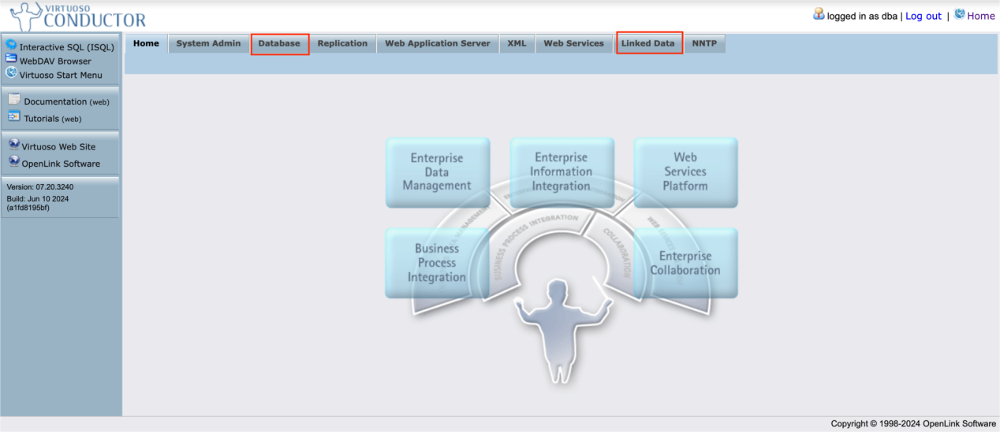 VIRTUOSO
CONDUCTOR
logged in as dba | Log out | Home
Interactive SQL (ISQL)
WebDAV Browser
Virtuoso Start Menu
Documentation (web)
Tutorials (web)
Virtuoso Web Site
OpenLink Software
Version: 07.20.3240
Build: Jun 10 2024
(a1fd8195bf)
Home System Admin Database Replication Web Application Server XML Web Services Linked Data NNTP
Enterprise
Data
Management
Enterprise
Information
Integration
Web
Services
Platform
Business
Process
Integration
Enterprise
Collaboration
BUSINESS PROCESS INTEGRATION
COLLABORATION
Copyright © 1998-2024 OpenLink Software